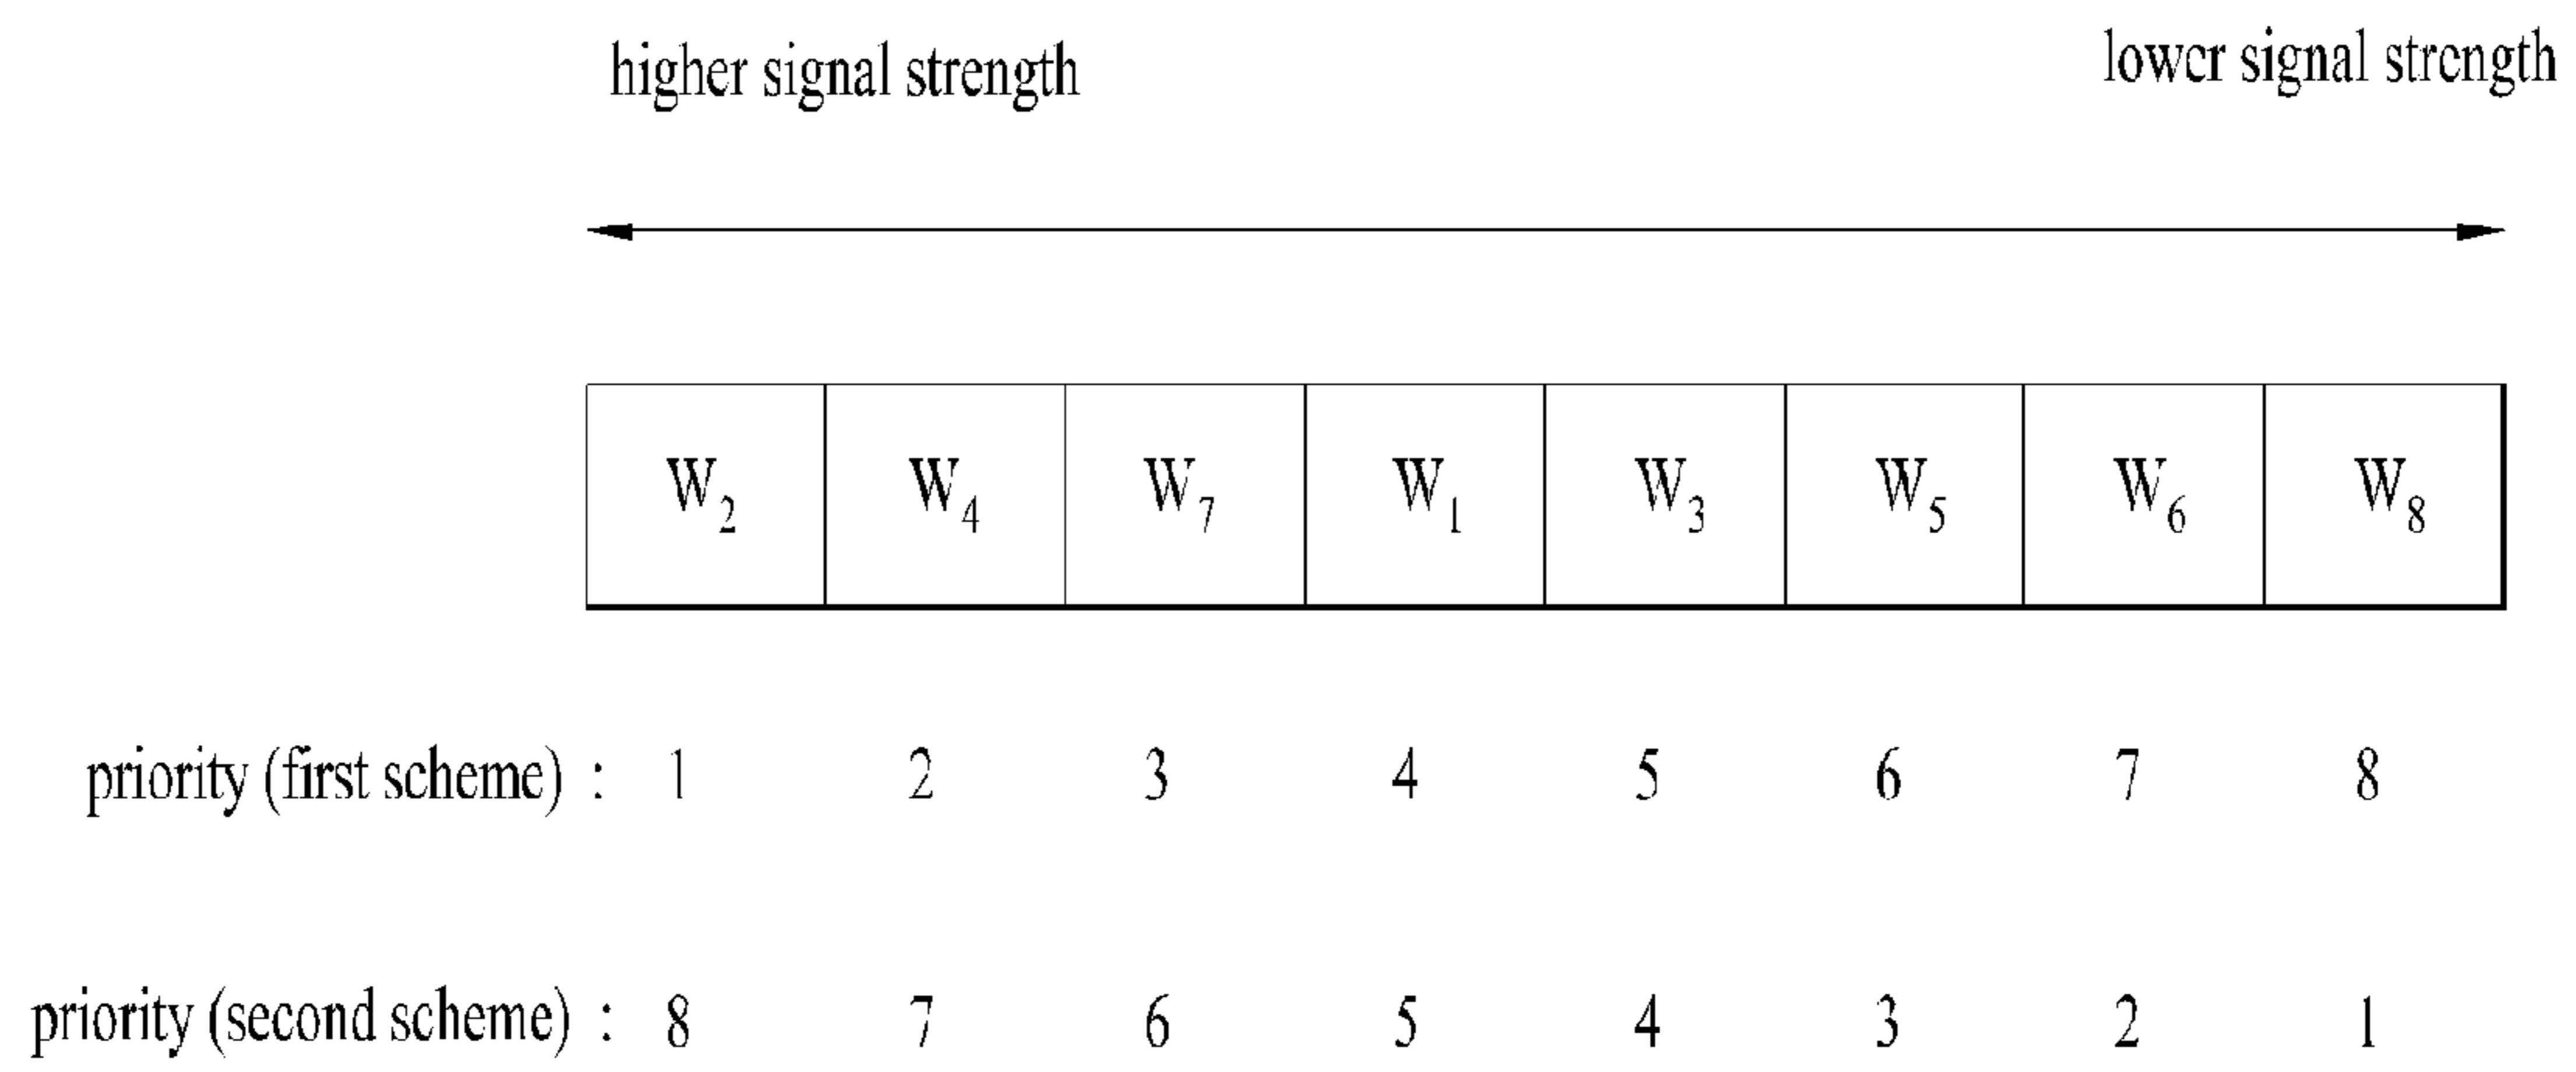 higher signal strength lower signal strength
W2 W4 W7 W1 W3 W5 W6 W8
priority (first scheme) : 1 2 3 4 5 6 7 8
priority (second scheme) : 8 7 6 5 4 3 2 1